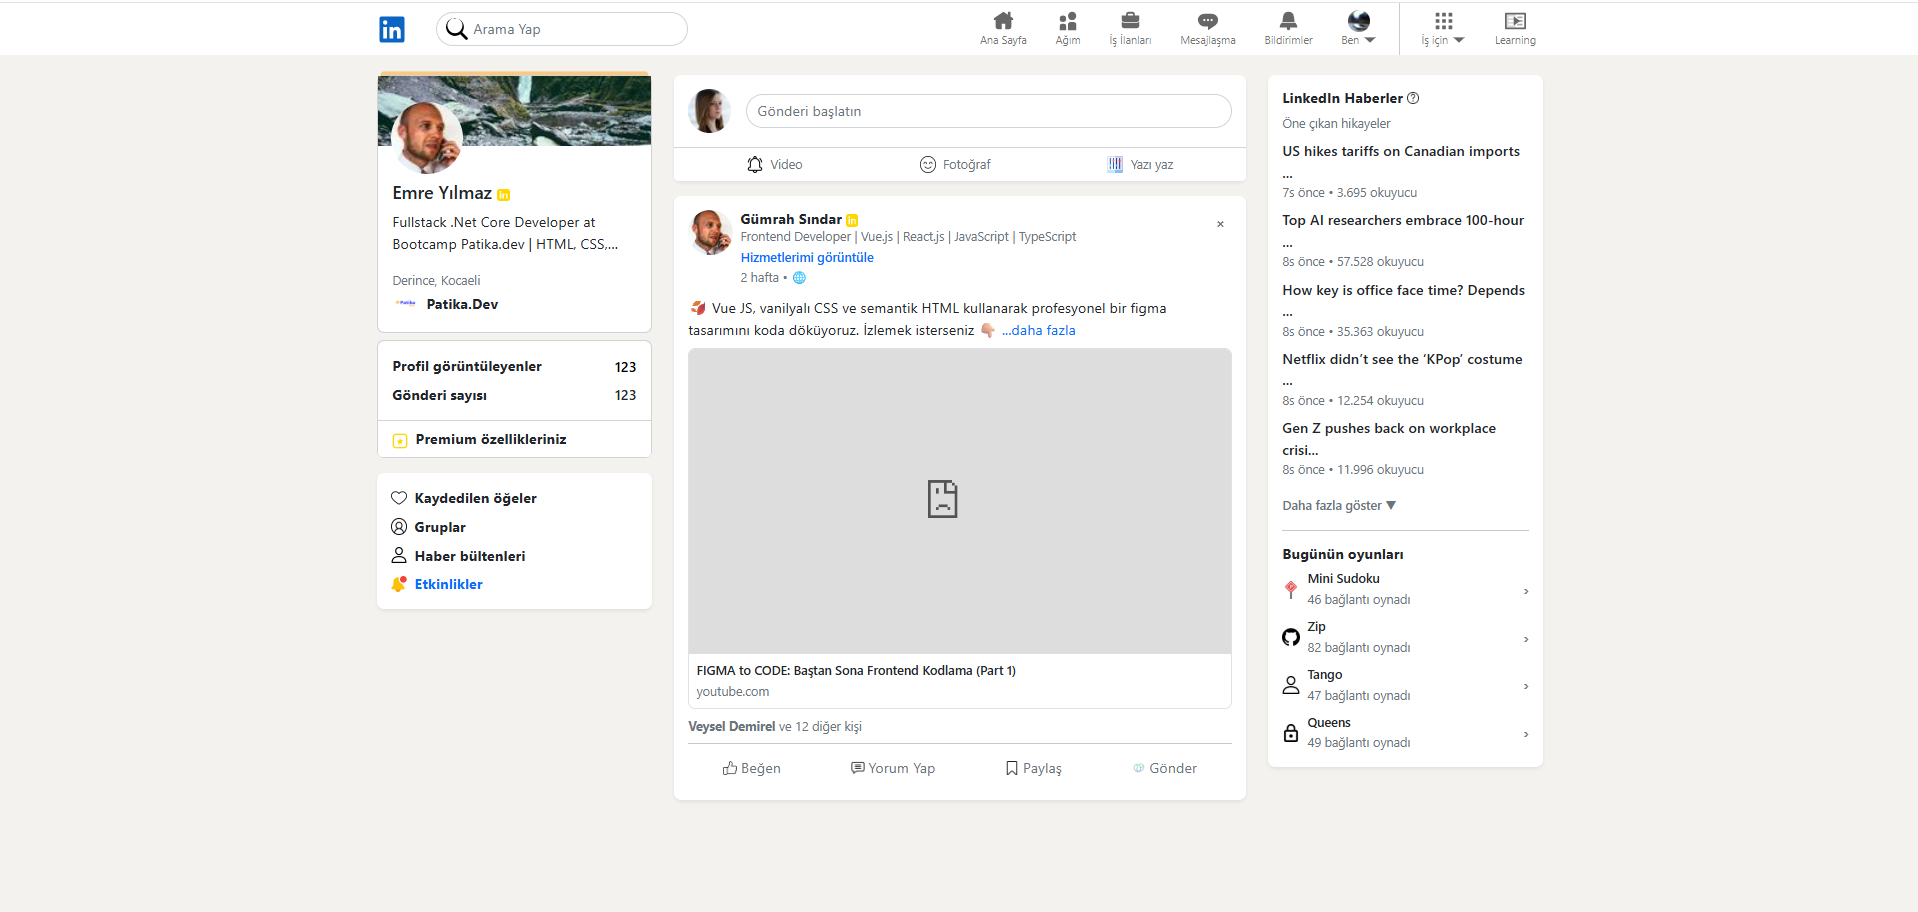 in
Arama Yap
Ana Sayfa
Ağım
İş İlanları
Mesajlaşma
Bildirimler
Ben
İş için
Learning
Emre Yılmaz in
Fullstack .Net Core Developer at
Bootcamp Patika.dev | HTML, CSS,...
Derince, Kocaeli
Patika
Patika.Dev
Profil görüntüleyenler 123
Gönderi sayısı 123
Premium özellikleriniz
Kaydedilen öğeler
Gruplar
Haber bültenleri
Etkinlikler
Gönderi başlatın
Video
Fotoğraf
Yazı yaz
Gümrah Sındar in
×
Frontend Developer | Vue.js | React.js | JavaScript | TypeScript
Hizmetlerimi görüntüle
2 hafta •
Vue JS, vanilyalı CSS ve semantik HTML kullanarak profesyonel bir figma
tasarımını koda döküyoruz. İzlemek isterseniz ...daha fazla
FIGMA to CODE: Baştan Sona Frontend Kodlama (Part 1)
youtube.com
Veysel Demirel ve 12 diğer kişi
Beğen
Yorum Yap
Paylaş
Gönder
LinkedIn Haberler ?
Öne çıkan hikayeler
US hikes tariffs on Canadian imports
...
7s önce • 3.695 okuyucu
Top AI researchers embrace 100-hour
...
8s önce • 57.528 okuyucu
How key is office face time? Depends
...
8s önce • 35.363 okuyucu
Netflix didn’t see the ‘KPop’ costume
...
8s önce • 12.254 okuyucu
Gen Z pushes back on workplace
crisi...
8s önce • 11.996 okuyucu
Daha fazla göster ▼
Bugünün oyunları
Mini Sudoku
46 bağlantı oynadı ›
Zip
82 bağlantı oynadı ›
Tango
47 bağlantı oynadı ›
Queens
49 bağlantı oynadı ›